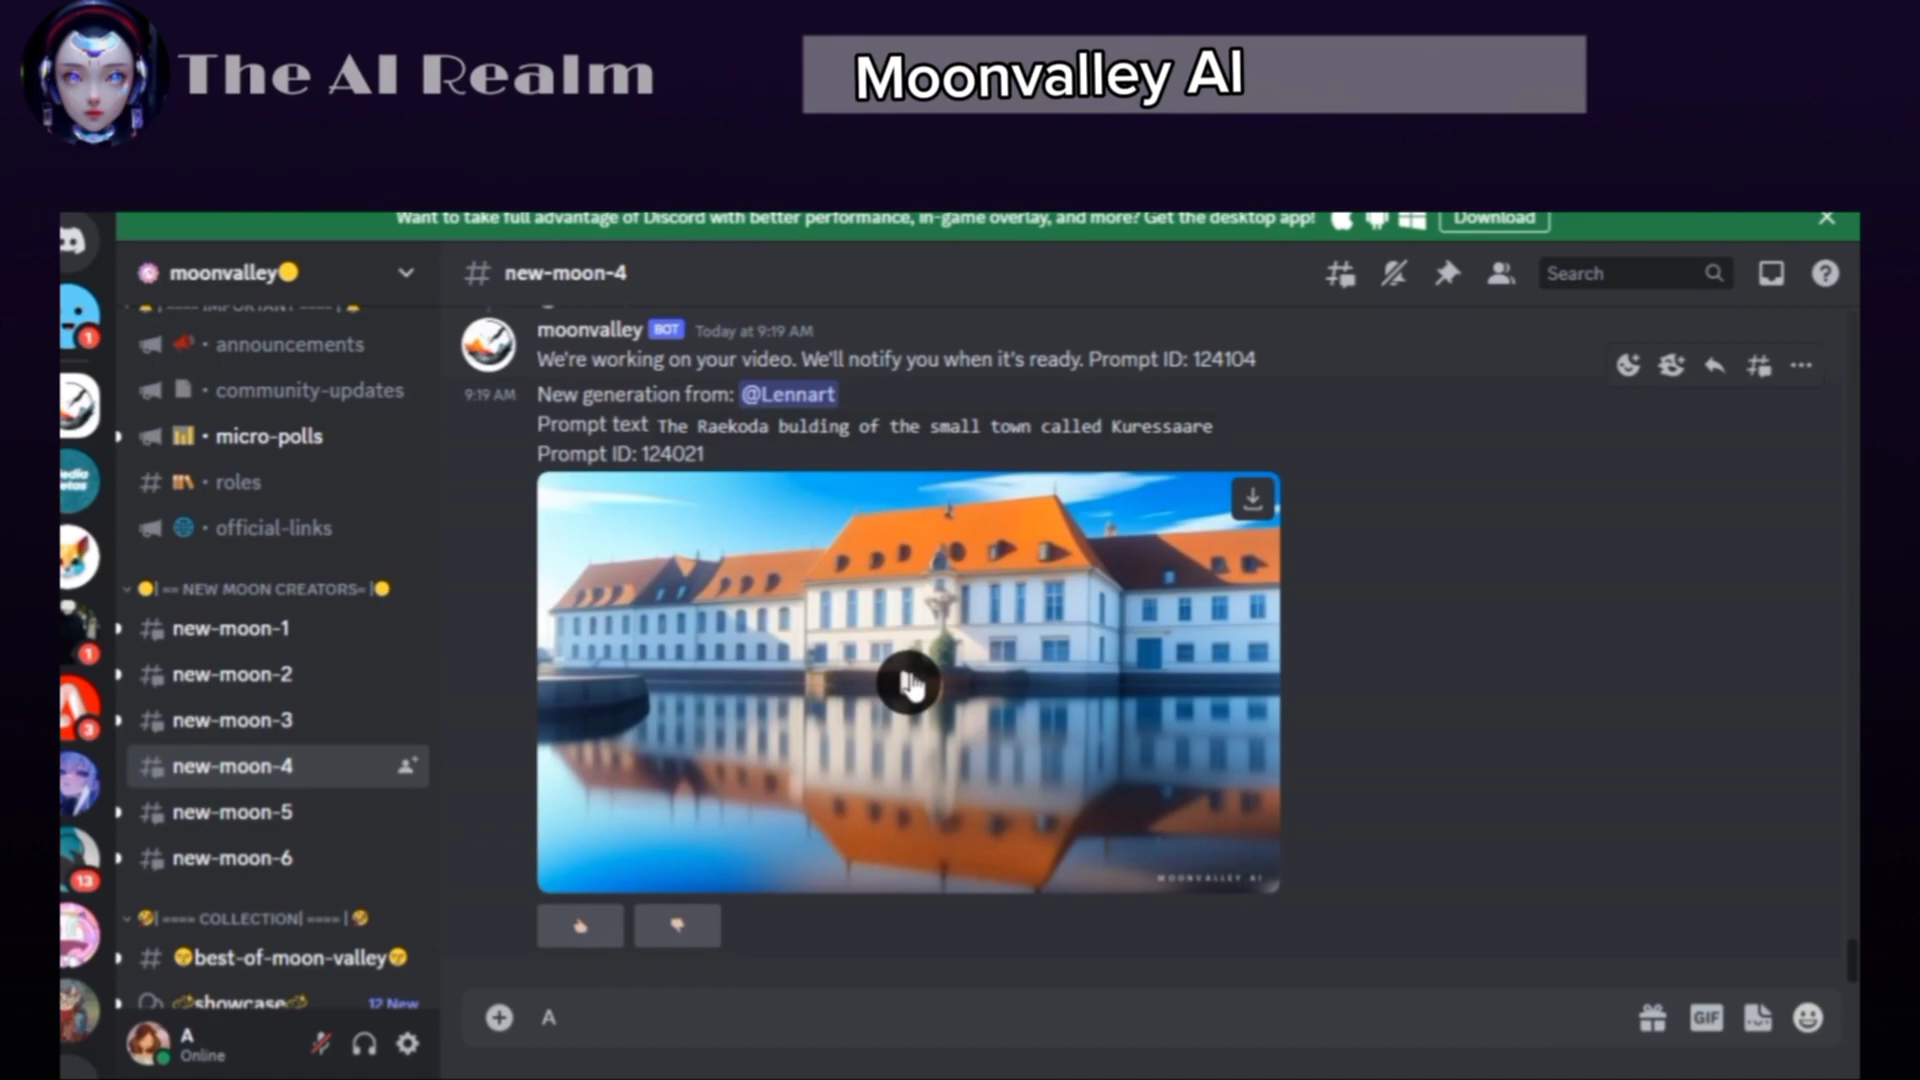 The AI Realm
Moonvalley AI
Want to take full advantage of Discord with better performance, in-game overlay, and more? Get the desktop app!
Download
moonvalley
IMPORTANT
announcements
community-updates
micro-polls
roles
official-links
== NEW MOON CREATORS=
new-moon-1
new-moon-2
new-moon-3
new-moon-4
new-moon-5
new-moon-6
==== COLLECTION| ====
best-of-moon-valley
showcase 12 New
A
Online
1
1
3
13
new-moon-4
Search
moonvalley BOT Today at 9:19 AM
We're working on your video. We'll notify you when it's ready. Prompt ID: 124104
9:19 AM New generation from: @Lennart
Prompt text The Raekoda bulding of the small town called Kuressaare
Prompt ID: 124021
MOONVALLEY.AI
A
GIF